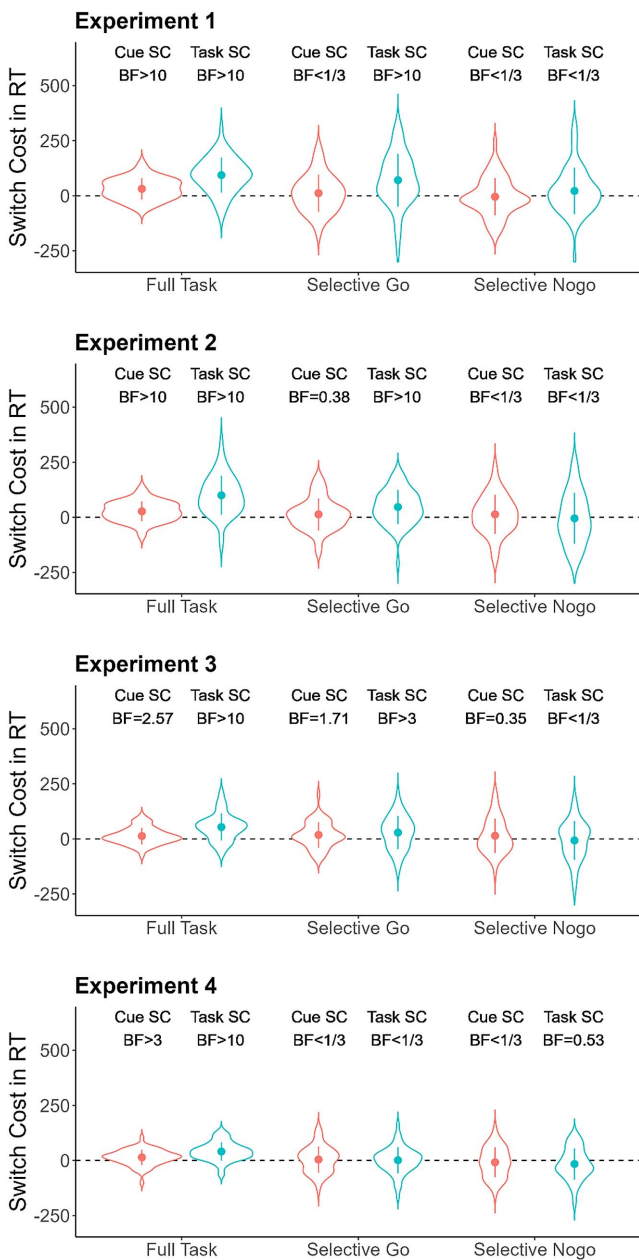 Experiment 1
Cue SC Task SC Cue SC Task SC Cue SC Task SC
BF>10 BF>10 BF<1/3 BF>10 BF<1/3 BF<1/3
Switch Cost in RT
500
250
0
-250
Full Task Selective Go Selective Nogo
Experiment 2
Cue SC Task SC Cue SC Task SC Cue SC Task SC
BF>10 BF>10 BF=0.38 BF>10 BF<1/3 BF<1/3
Switch Cost in RT
500
250
0
-250
Full Task Selective Go Selective Nogo
Experiment 3
Cue SC Task SC Cue SC Task SC Cue SC Task SC
BF=2.57 BF>10 BF=1.71 BF>3 BF=0.35 BF<1/3
Switch Cost in RT
500
250
0
-250
Full Task Selective Go Selective Nogo
Experiment 4
Cue SC Task SC Cue SC Task SC Cue SC Task SC
BF>3 BF>10 BF<1/3 BF<1/3 BF<1/3 BF=0.53
Switch Cost in RT
500
250
0
-250
Full Task Selective Go Selective Nogo